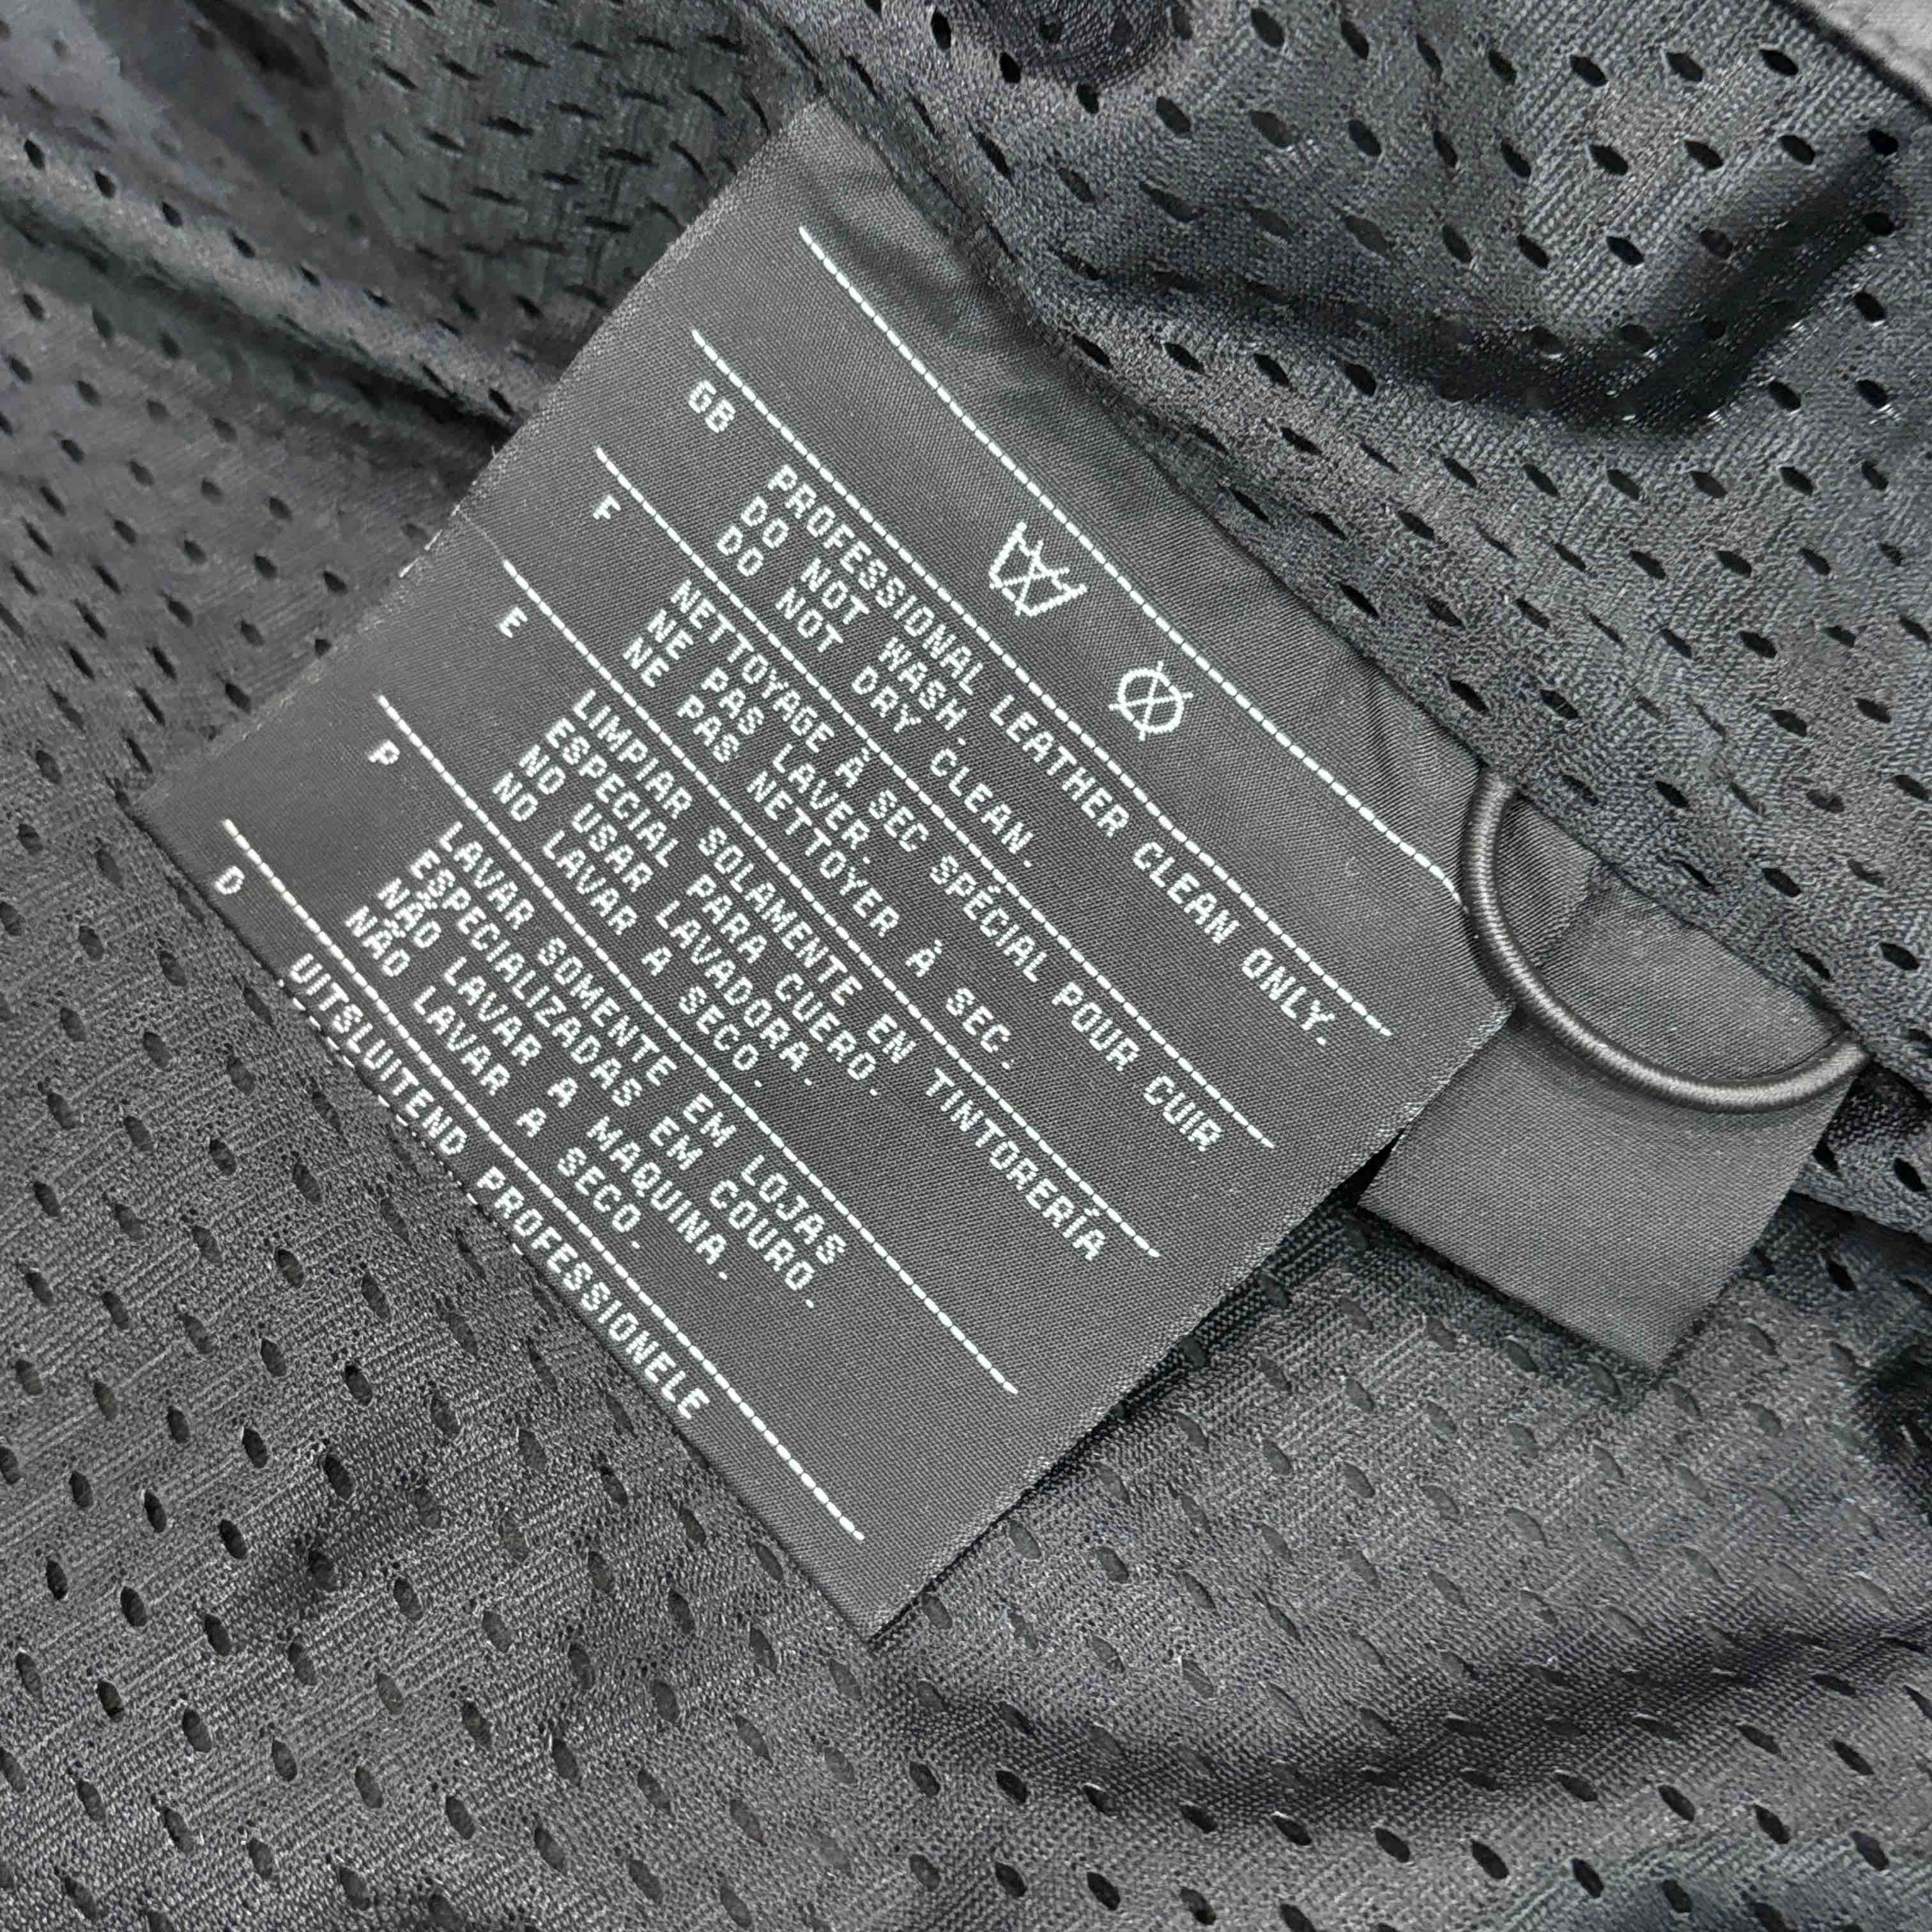 GB PROFESSIONAL LEATHER CLEAN ONLY.
DO NOT WASH.
DO NOT DRY CLEAN.
F NETTOYAGE À SEC SPÉCIAL POUR CUIR
NE PAS LAVER.
NE PAS NETTOYER À SEC.
E LIMPIAR SOLAMENTE EN TINTORERÍA
ESPECIAL PARA CUERO.
NO USAR LAVADORA.
NO LAVAR A SECO.
P LAVAR SOMENTE EM LOJAS
ESPECIALIZADAS EM COURO.
NÃO LAVAR A MAQUINA.
NÃO LAVAR A SECO.
D UITSLUITEND PROFESSIONELE